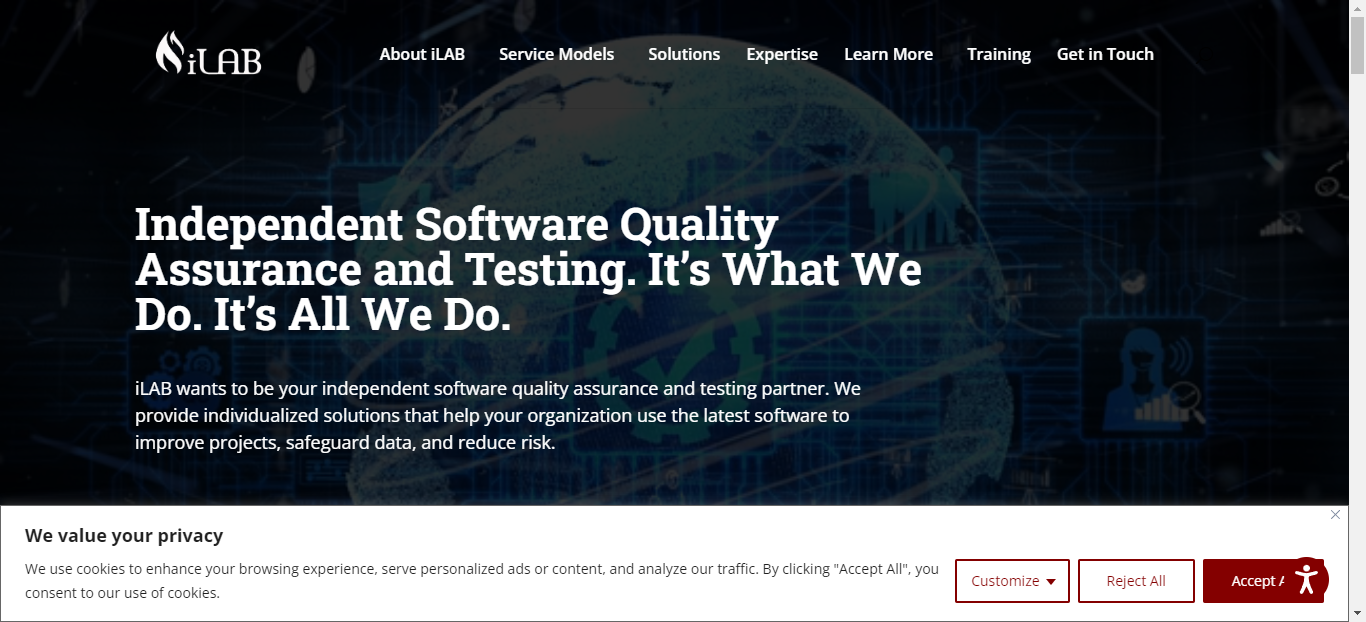 iLAB
About iLAB Service Models Solutions Expertise Learn More Training Get in Touch
Independent Software Quality
Assurance and Testing. It’s What We
Do. It’s All We Do.
iLAB wants to be your independent software quality assurance and testing partner. We
provide individualized solutions that help your organization use the latest software to
improve projects, safeguard data, and reduce risk.
We value your privacy
We use cookies to enhance your browsing experience, serve personalized ads or content, and analyze our traffic. By clicking "Accept All", you
consent to our use of cookies.
Customize Reject All Accept